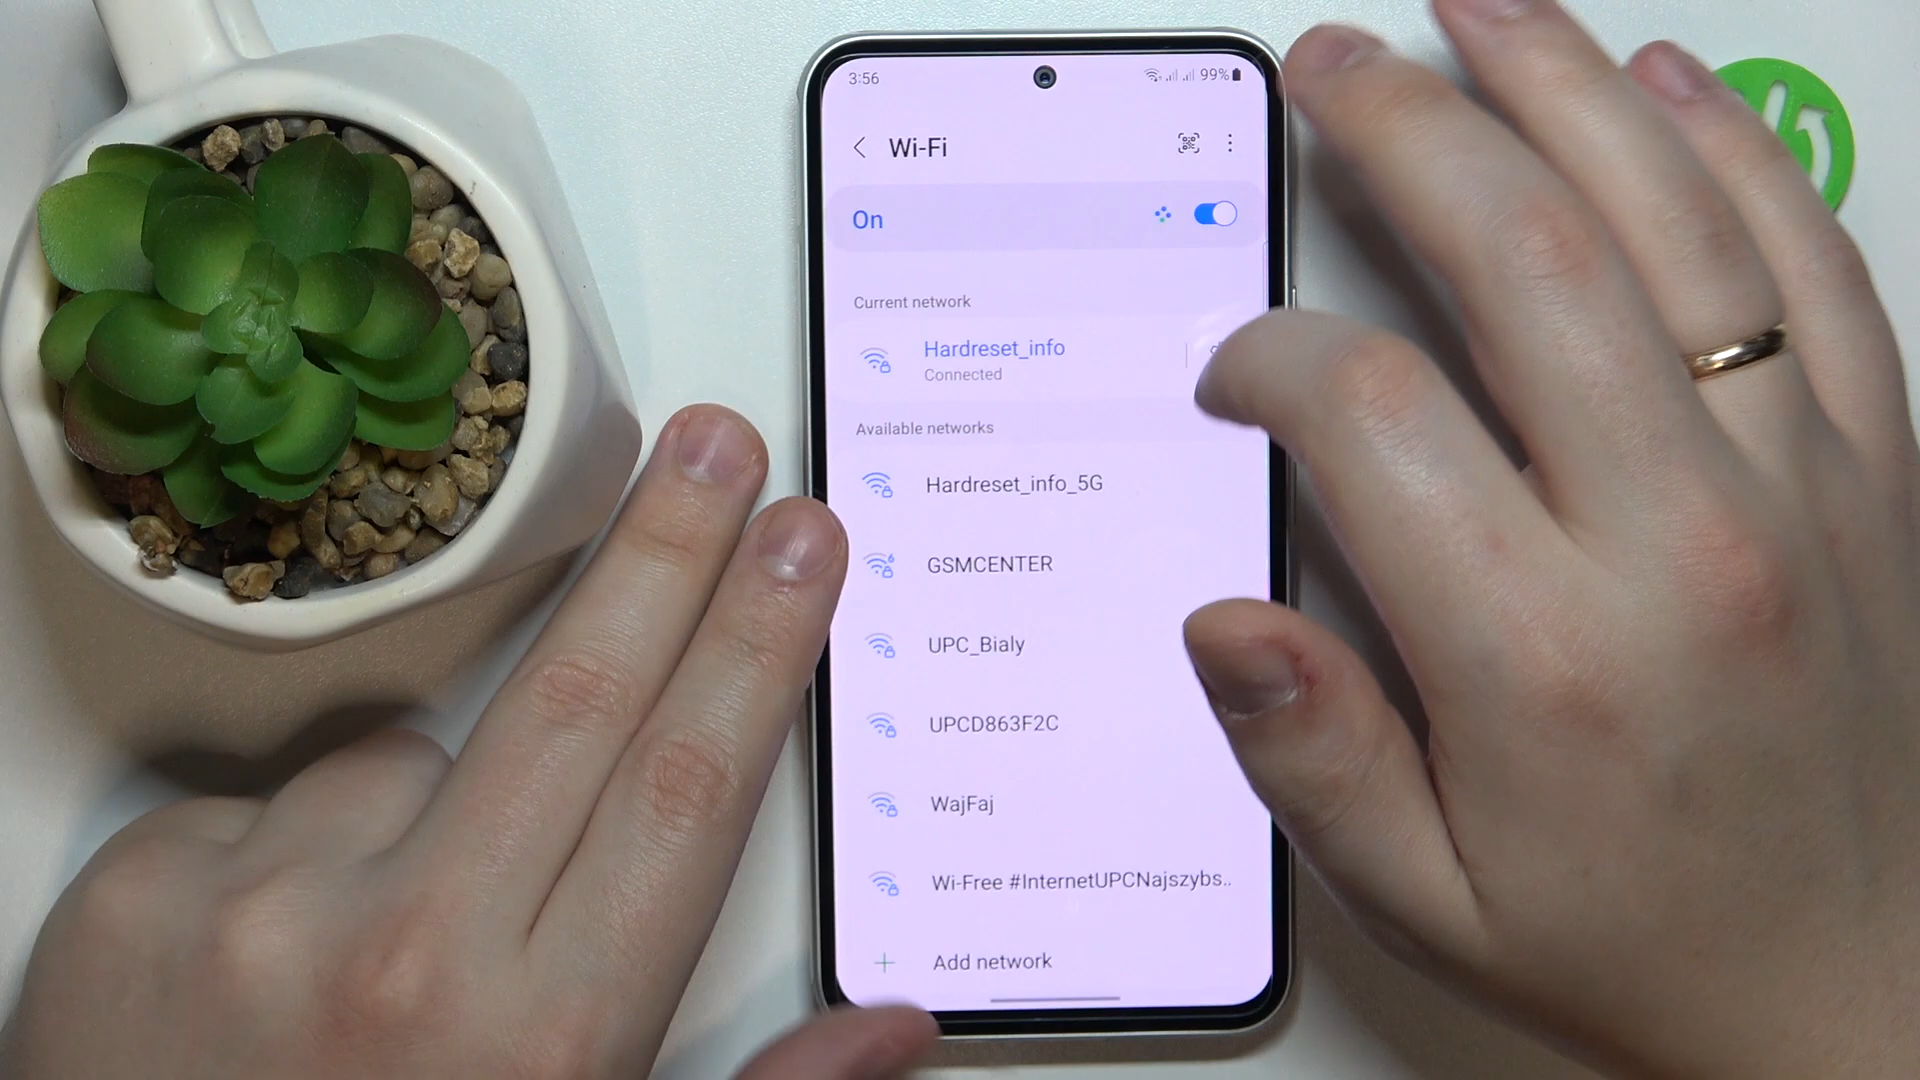 3:56
99%
Wi-Fi
On
Current network
Hardreset_info
Connected
Available networks
Hardreset_info_5G
GSMCENTER
UPC_Bialy
UPCD863F2C
WajFaj
Wi-Free #InternetUPCNajszybs..
Add network